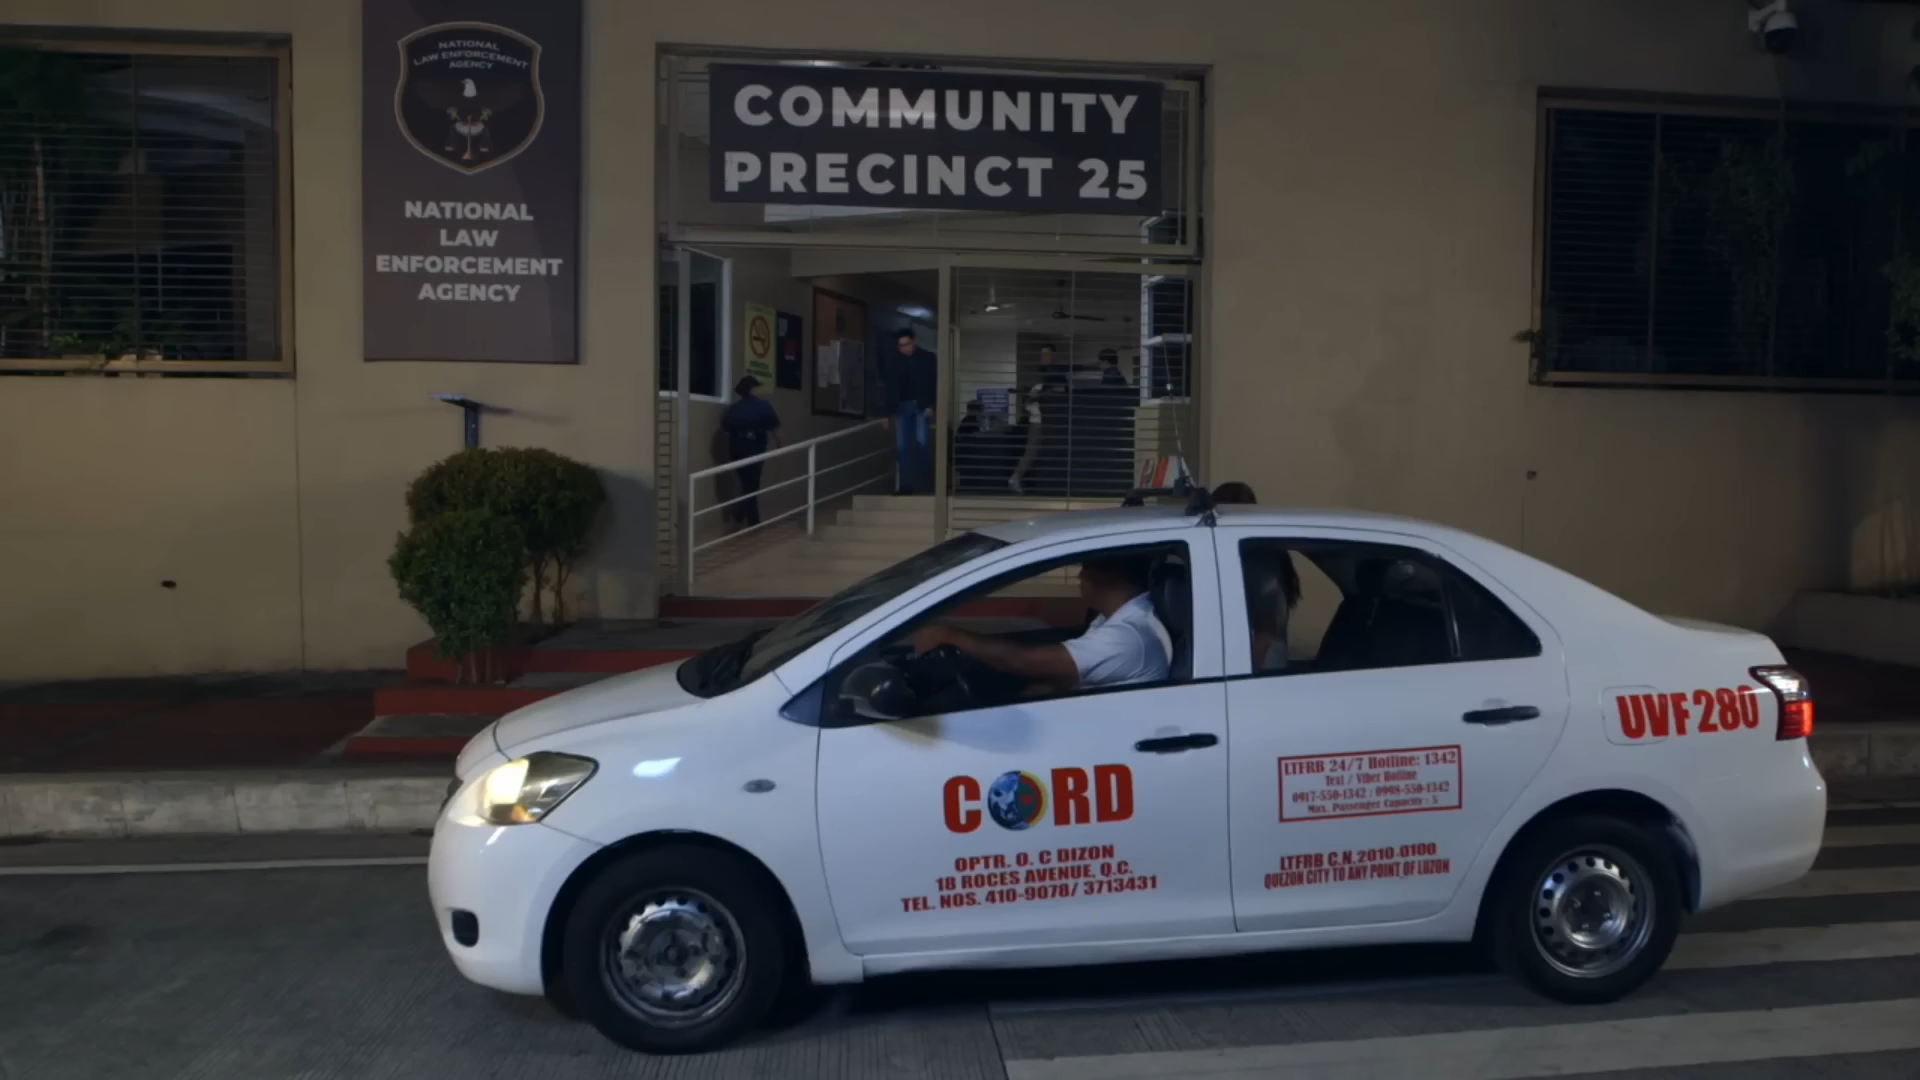 NATIONAL
LAW ENFORCEMENT
AGENCY
NATIONAL
LAW
ENFORCEMENT
AGENCY
COMMUNITY
PRECINCT 25
UVF 280
CORD
OPTR. O. C DIZON
18 ROCES AVENUE, Q.C.
TEL. NOS. 410-9078/ 3713431
LTFRB 24/7 Hotline: 1342
Text / Viber Hotline
0917-550-1342 : 0998-550-1342
Max. Passenger Capacity : 5
LTFRB C.N. 2010-0100
QUEZON CITY TO ANY POINT OF LUZON